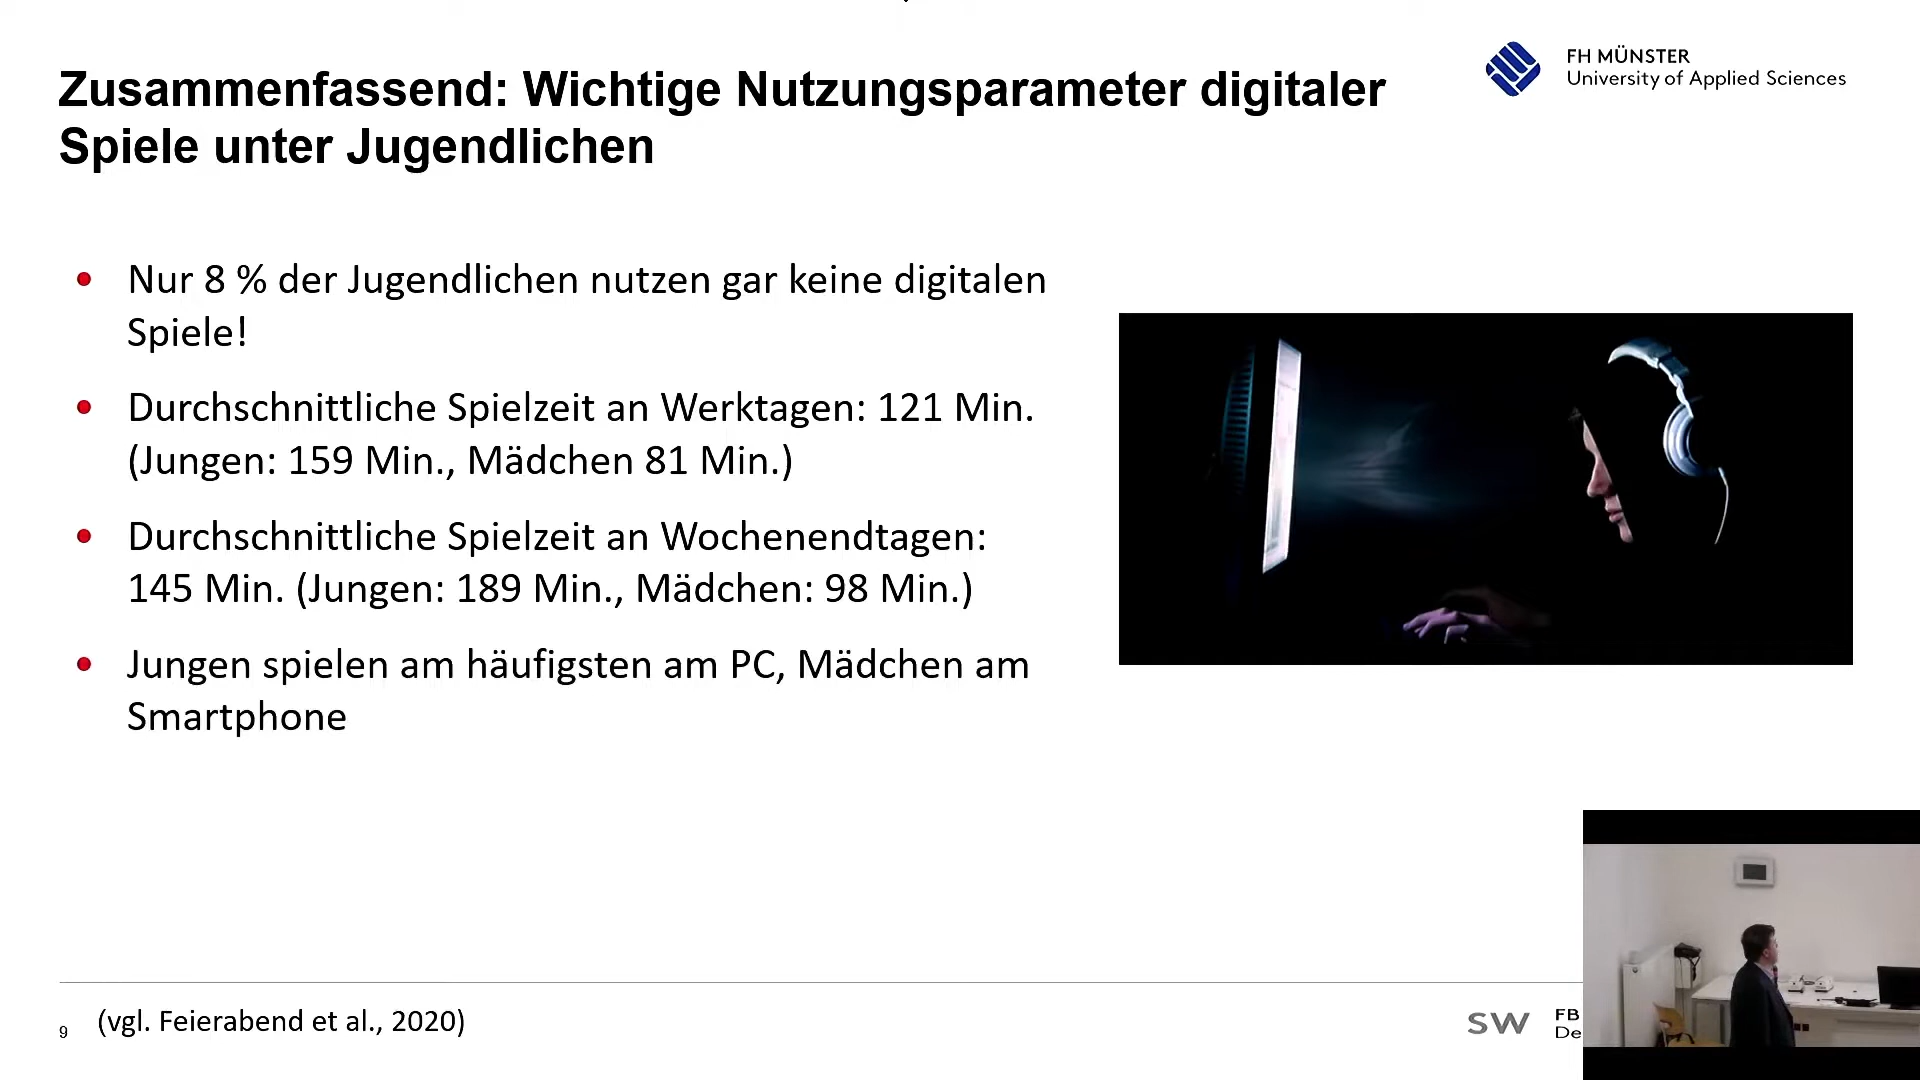 FH MÜNSTER
University of Applied Sciences
Zusammenfassend: Wichtige Nutzungsparameter digitaler
Spiele unter Jugendlichen
Nur 8 % der Jugendlichen nutzen gar keine digitalen
Spiele!
Durchschnittliche Spielzeit an Werktagen: 121 Min.
(Jungen: 159 Min., Mädchen 81 Min.)
Durchschnittliche Spielzeit an Wochenendtagen:
145 Min. (Jungen: 189 Min., Mädchen: 98 Min.)
Jungen spielen am häufigsten am PC, Mädchen am
Smartphone
9 (vgl. Feierabend et al., 2020)
SW FB
De